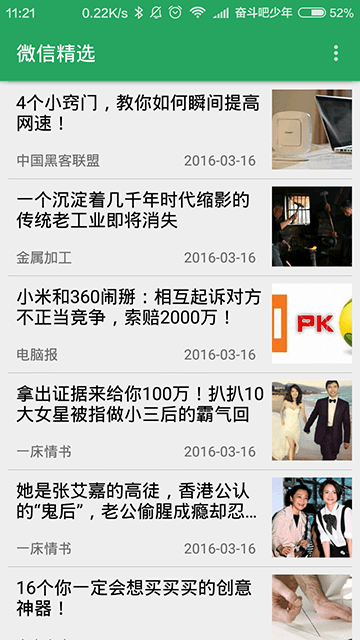 11:21
0.22K/s
奋斗吧少年
52%
微信精选
4个小窍门，教你如何瞬间提高
网速！
中国黑客联盟
2016-03-16
一个沉淀着几千年时代缩影的
传统老工业即将消失
金属加工
2016-03-16
小米和360闹掰：相互起诉对方
不正当竞争，索赔2000万！
电脑报
2016-03-16
PK
拿出证据来给你100万！扒扒10
大女星被指做小三后的霸气回
一床情书
2016-03-16
她是张艾嘉的高徒，香港公认
的“鬼后”，老公偷腥成瘾却忍…
一床情书
2016-03-16
16个你一定会想买买买的创意
神器！